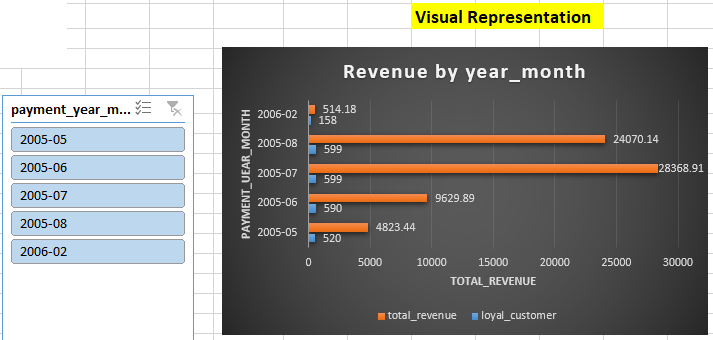 Visual Representation
payment_year_m...
2005-05
2005-06
2005-07
2005-08
2006-02
Revenue by year_month
PAYMENT_UEAR_MONTH
2006-02
514.18
158
2005-08
24070.14
599
2005-07
28368.91
599
2005-06
9629.89
590
2005-05
4823.44
520
0 5000 10000 15000 20000 25000 30000
TOTAL_REVENUE
total_revenue loyal_customer